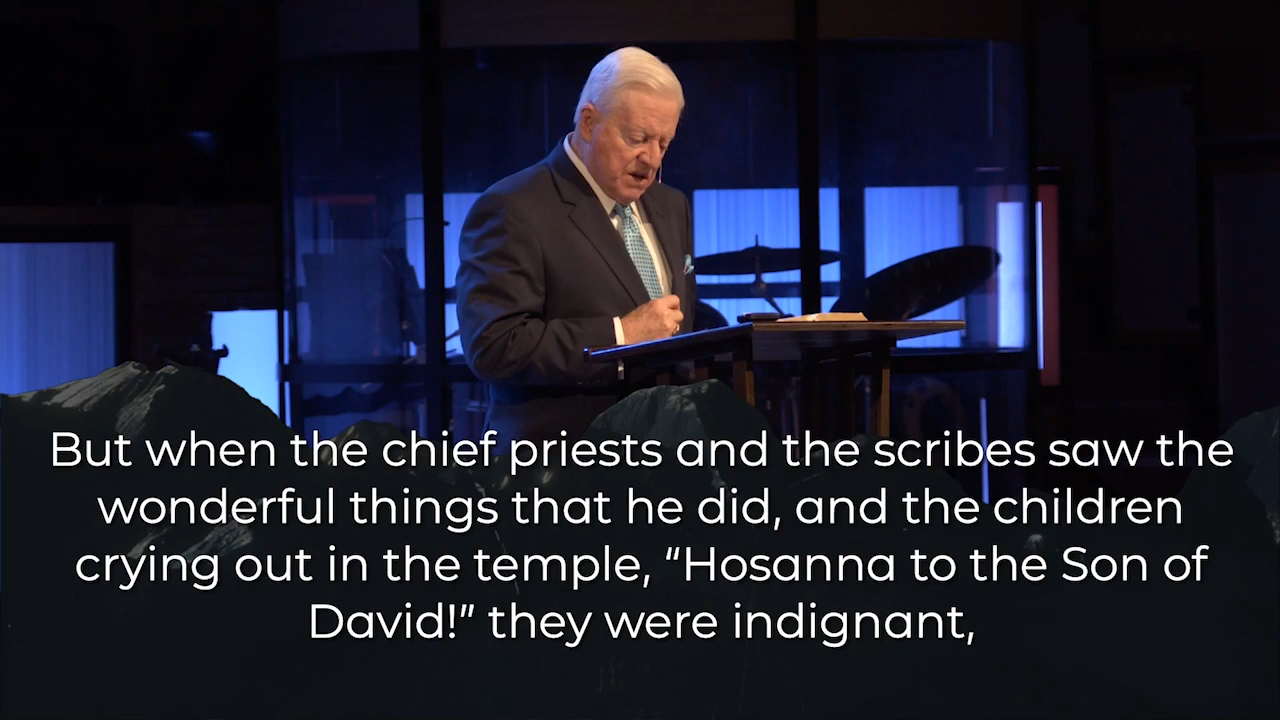 But when the chief priests and the scribes saw the
wonderful things that he did, and the children
crying out in the temple, “Hosanna to the Son of
David!” they were indignant,